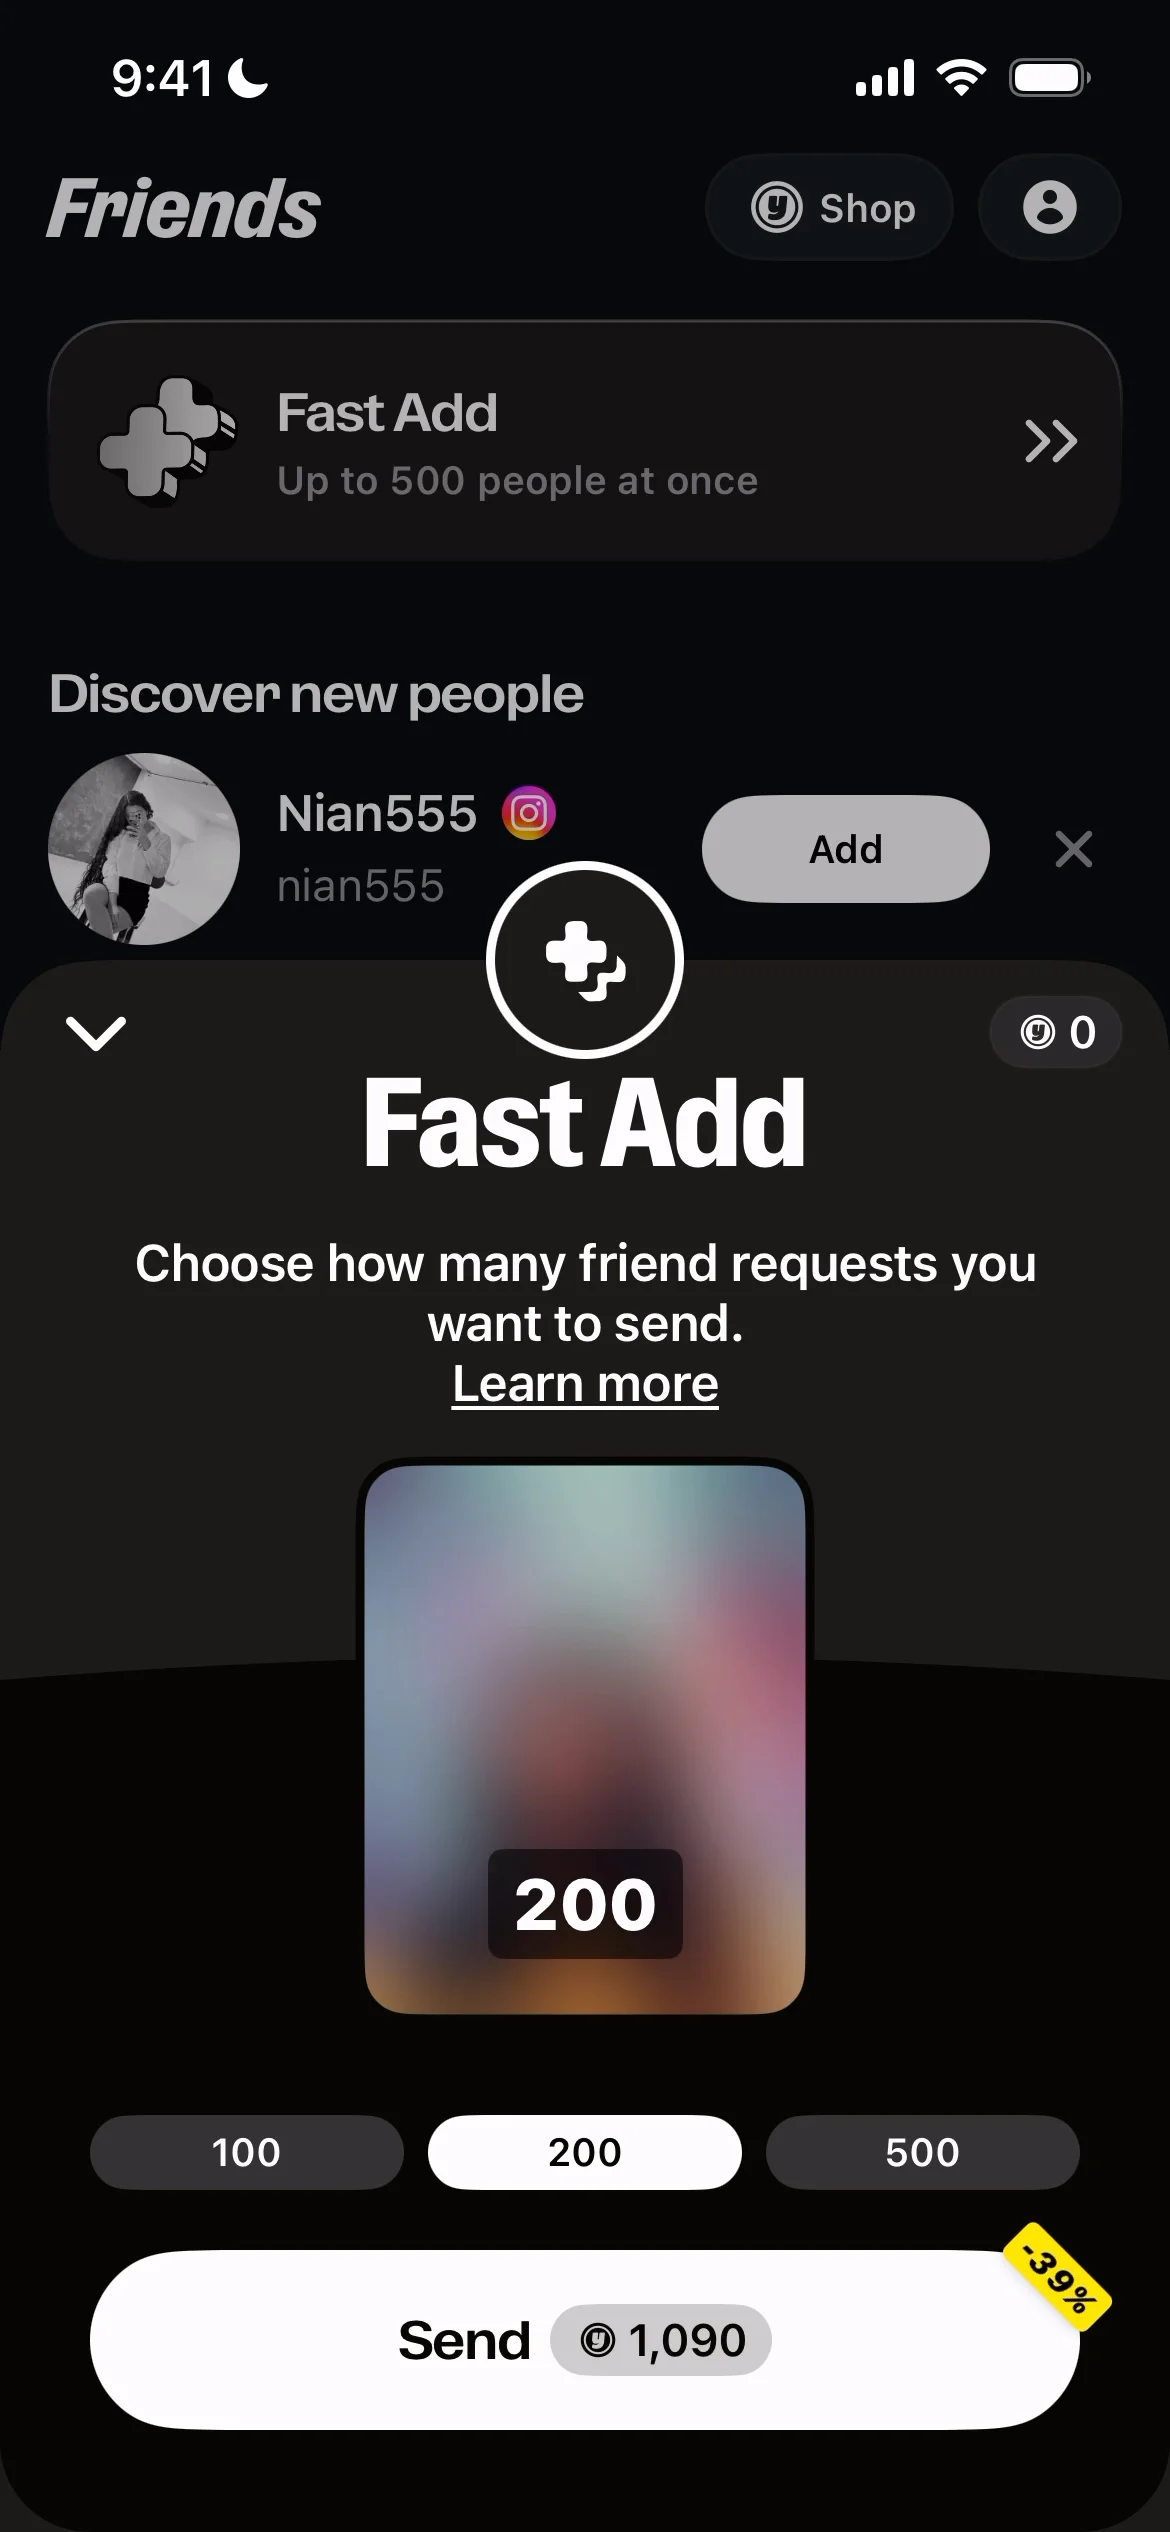 9:41
Friends
Shop
Fast Add
Up to 500 people at once
Discover new people
Nian555
nian555
Add
0
Fast Add
Choose how many friend requests you
want to send.
Learn more
200
100
200
500
-39%
Send 1,090